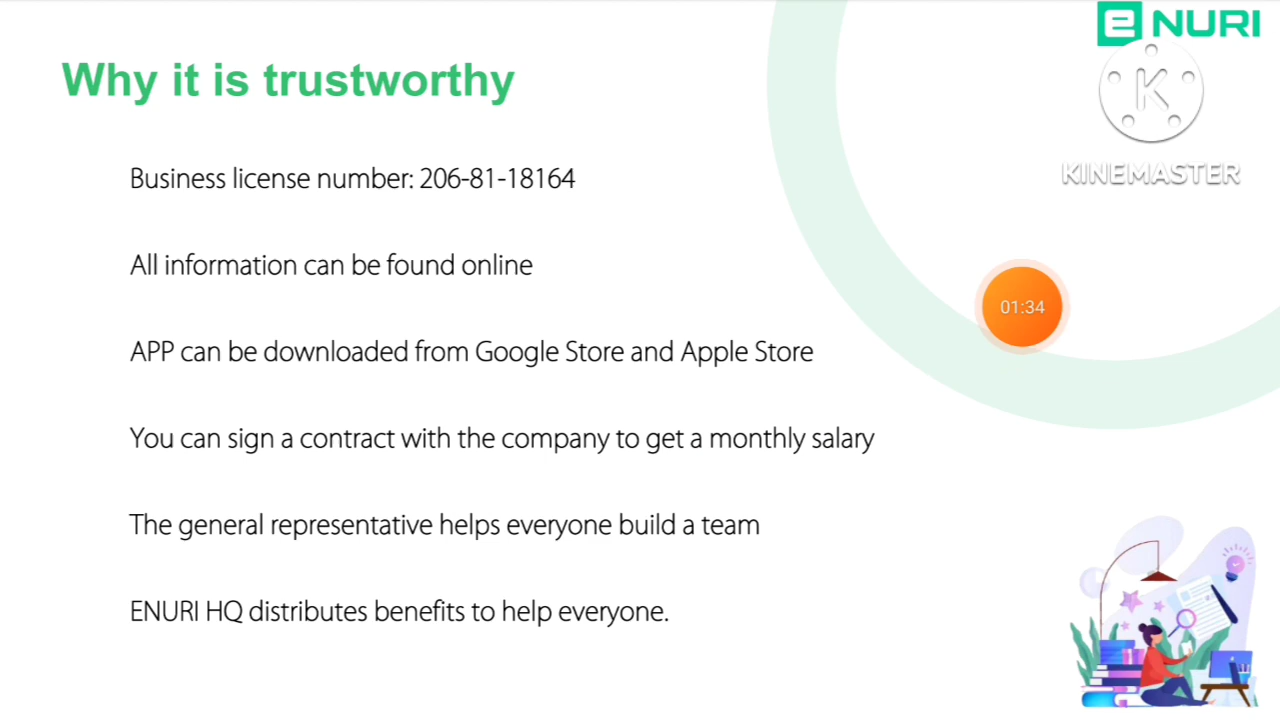 e NURI
Why it is trustworthy
K
KINEMASTER
Business license number: 206-81-18164
All information can be found online
01:34
APP can be downloaded from Google Store and Apple Store
You can sign a contract with the company to get a monthly salary
The general representative helps everyone build a team
ENURI HQ distributes benefits to help everyone.